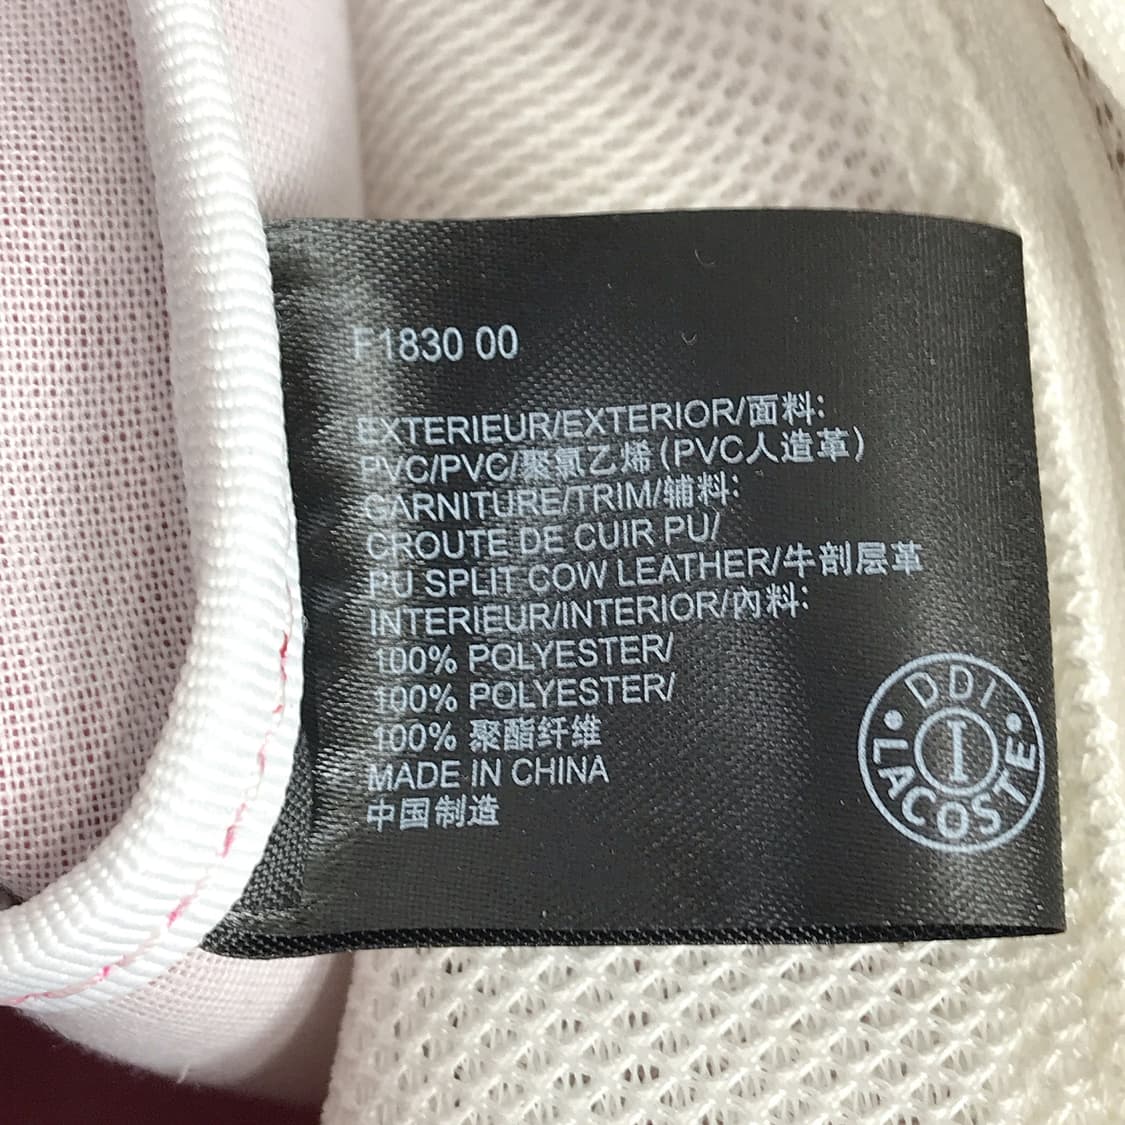 F1830 00
EXTERIEUR/EXTERIOR/面料:
PVC/PVC/聚氯乙烯(PVC人造革)
GARNITURE/TRIM/辅料:
CROUTE DE CUIR PU/
PU SPLIT COW LEATHER/牛剖层革
INTERIEUR/INTERIOR/內料:
100% POLYESTER/
100% POLYESTER/
100% 聚酯纤维
MADE IN CHINA
中国制造
DDI
I
LACOSTE